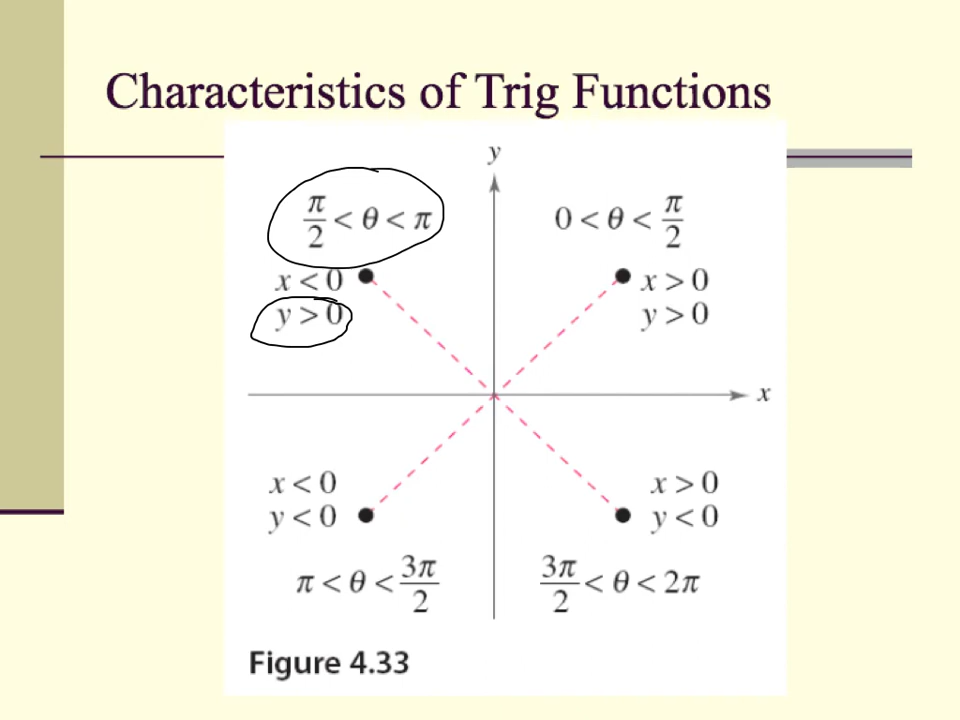 Characteristics of Trig Functions
y
π/2 < θ < π
0 < θ < π/2
x < 0
y > 0
x > 0
y > 0
x
x < 0
y < 0
x > 0
y < 0
π < θ < 3π/2
3π/2 < θ < 2π
Figure 4.33